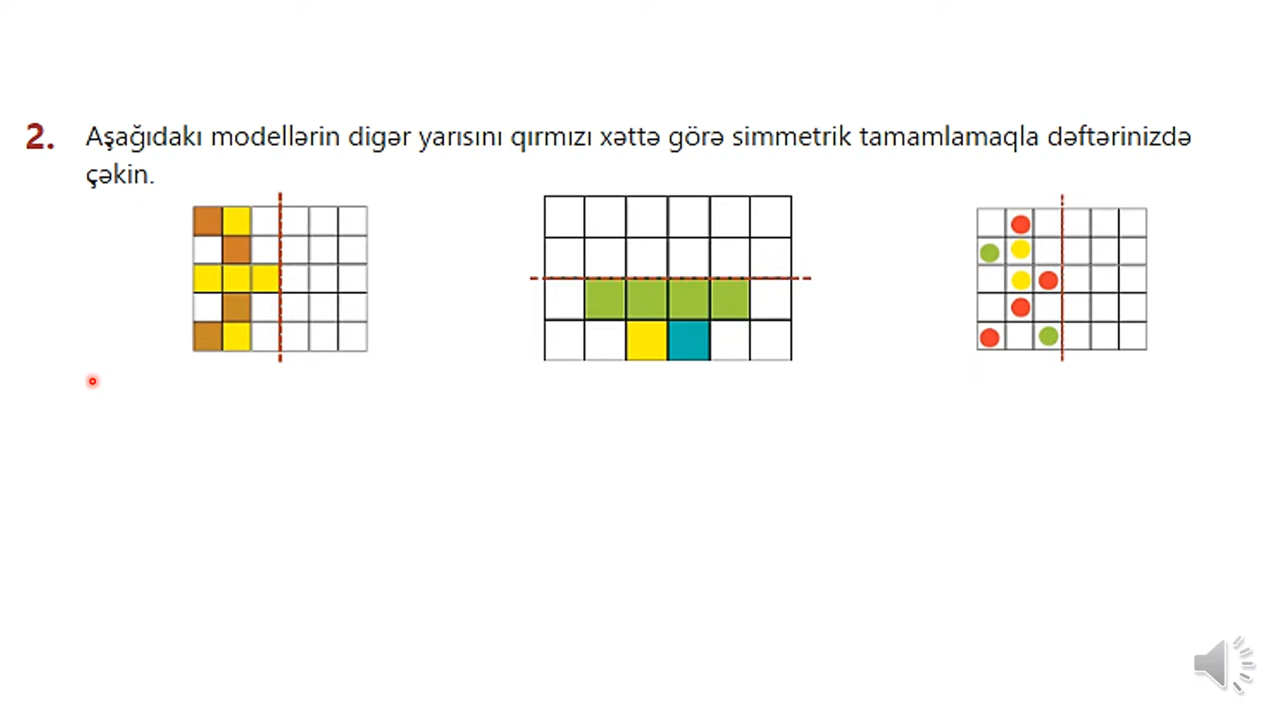 2. Aşağıdakı modellərin digər yarısını qırmızı xəttə görə simmetrik tamamlamaqla dəftərinizdə
çəkin.